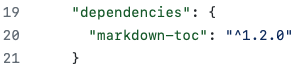 19 "dependencies": {
20 "markdown-toc": "^1.2.0"
21 }